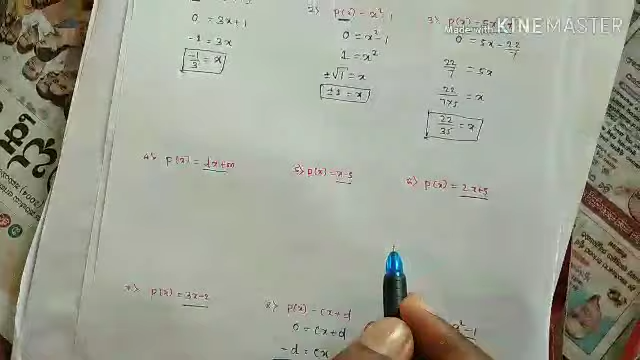 0 = 3x+1
-1 = 3x
-1/3 = x
2) p(x) = x²-1
0 = x²-1
1 = x²
±√1 = x
±1 = x
3) p(x) = 5x
0 = 5x - 22/7
22/7 = 5x
22/7×5 = x
22/35 = x
Made with KINEMASTER
4) p(x) = lx+m
5) p(x) = x-5
6) p(x) = 2x+5
7) p(x) = 3x-2
8) p(x) = cx+d
0 = cx+d
-d = cx
x²-1